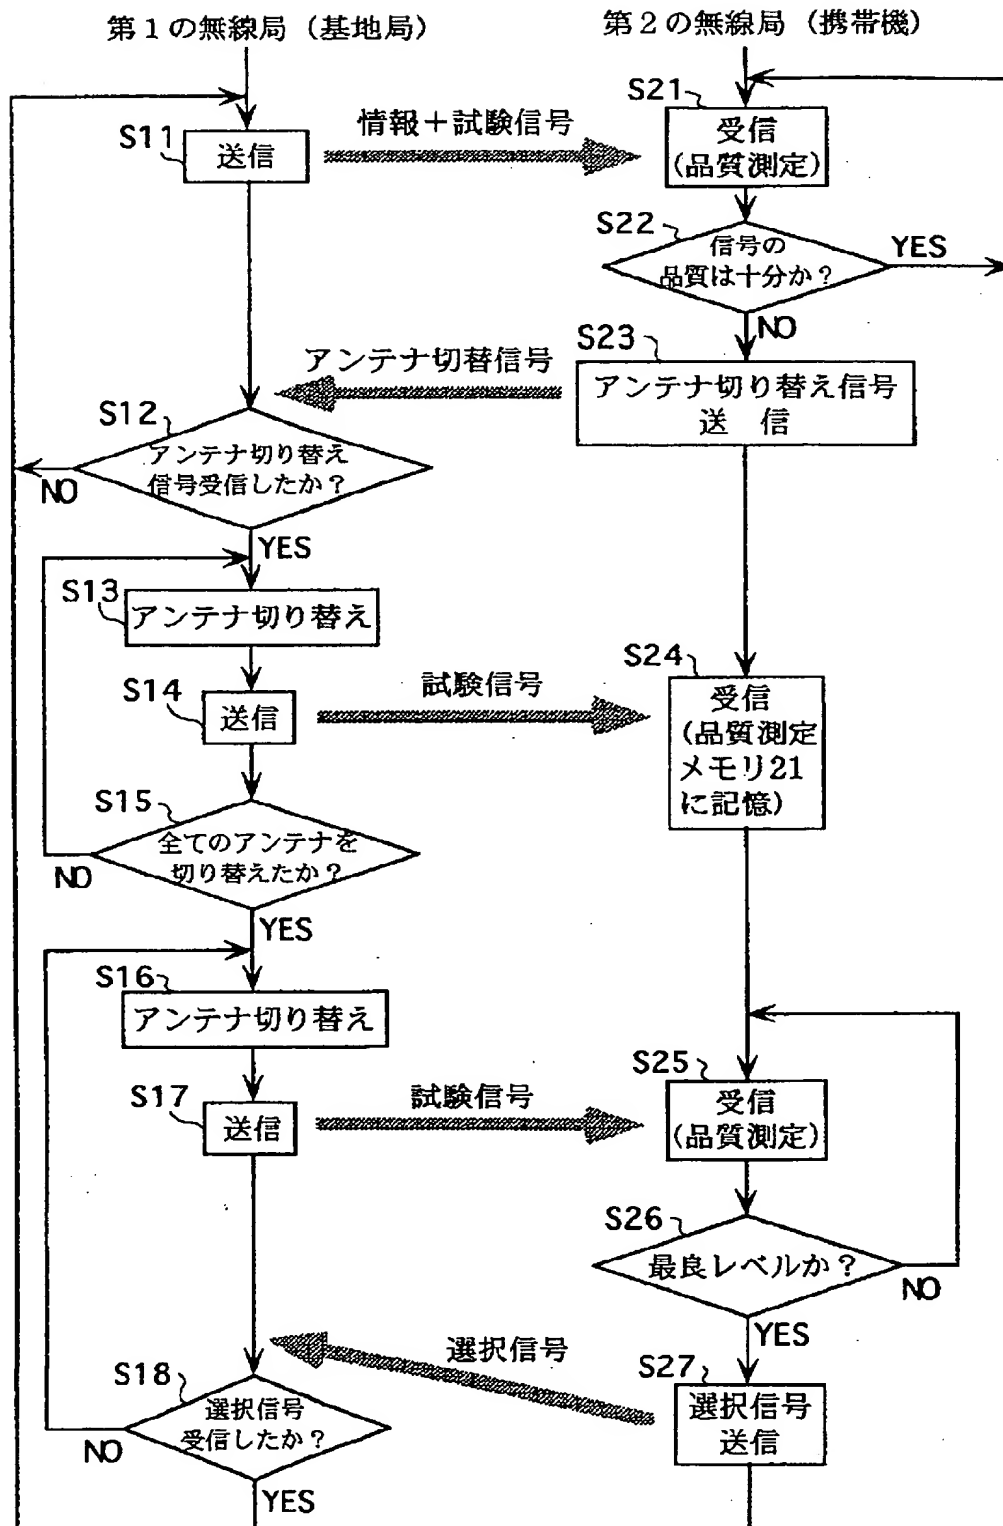 第1の無線局（基地局）
第2の無線局（携帯機）
S11
送信
情報＋試験信号
S21
受信
(品質測定)
S22
信号の
品質は十分か？
YES
NO
S23
アンテナ切替信号
アンテナ切り替え信号
送　信
S12
アンテナ切り替え
信号受信したか？
NO
YES
S13
アンテナ切り替え
S14
送信
試験信号
S24
受信
(品質測定
メモリ21
に記憶)
S15
全てのアンテナを
切り替えたか？
NO
YES
S16
アンテナ切り替え
S17
送信
試験信号
S25
受信
(品質測定)
S26
最良レベルか？
NO
YES
選択信号
S27
選択信号
送信
S18
選択信号
受信したか？
NO
YES